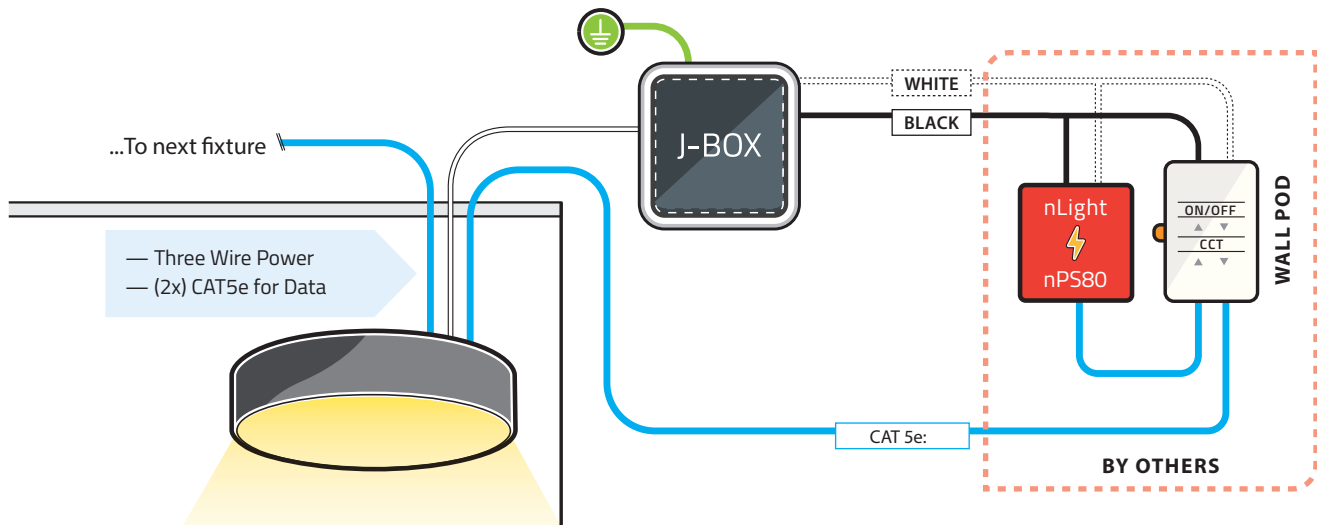 WHITE
BLACK
...To next fixture
J-BOX
— Three Wire Power
— (2x) CAT5e for Data
nLight
nPS80
ON/OFF
CCT
WALL POD
CAT 5e:
BY OTHERS